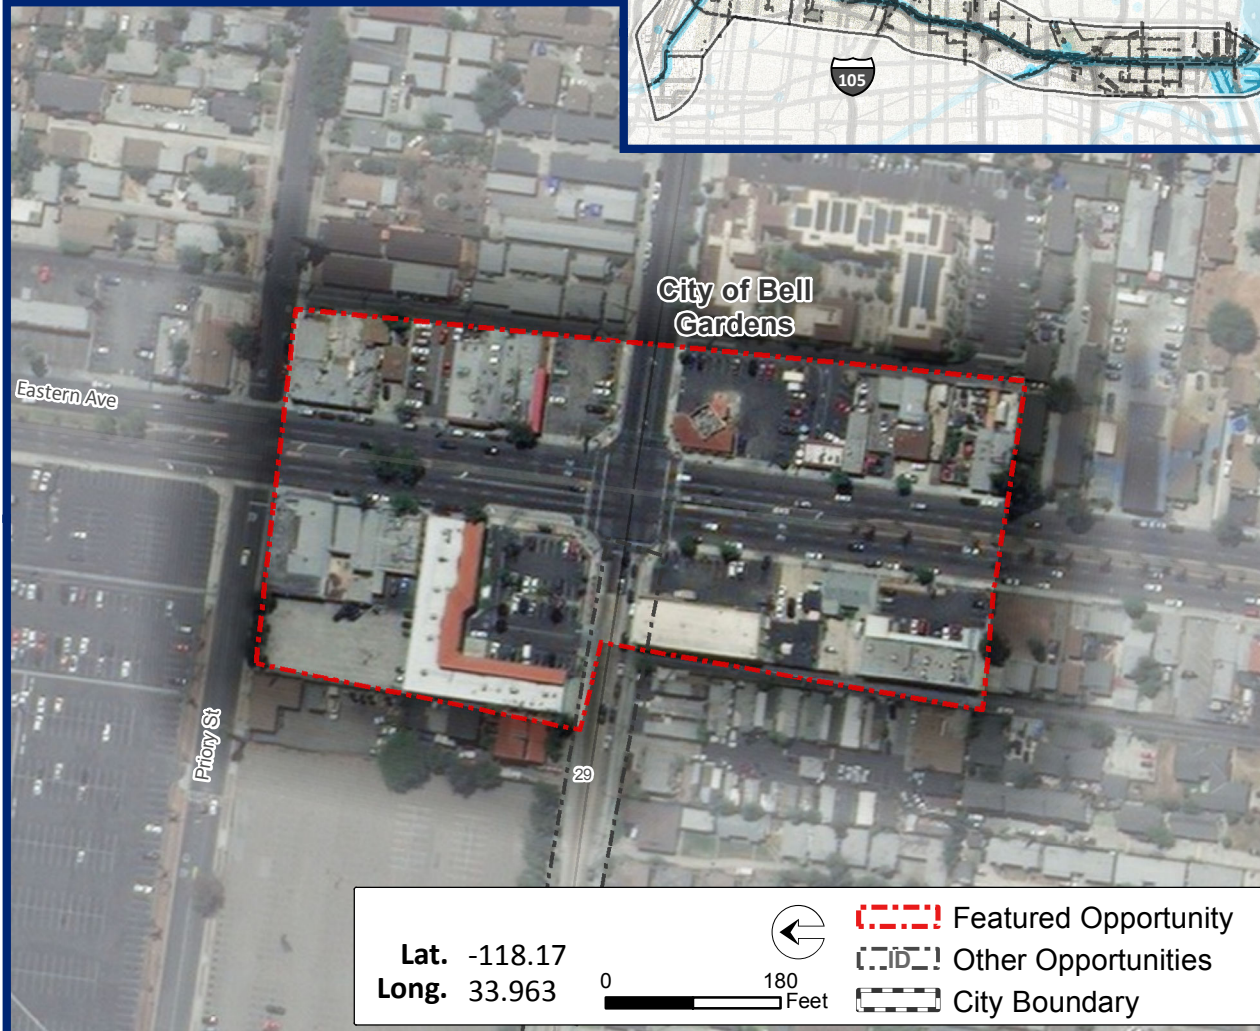 105
City of Bell
Gardens
Eastern Ave
Priory St
29
Lat. -118.17
Long. 33.963
0 180
Feet
Featured Opportunity
ID Other Opportunities
City Boundary